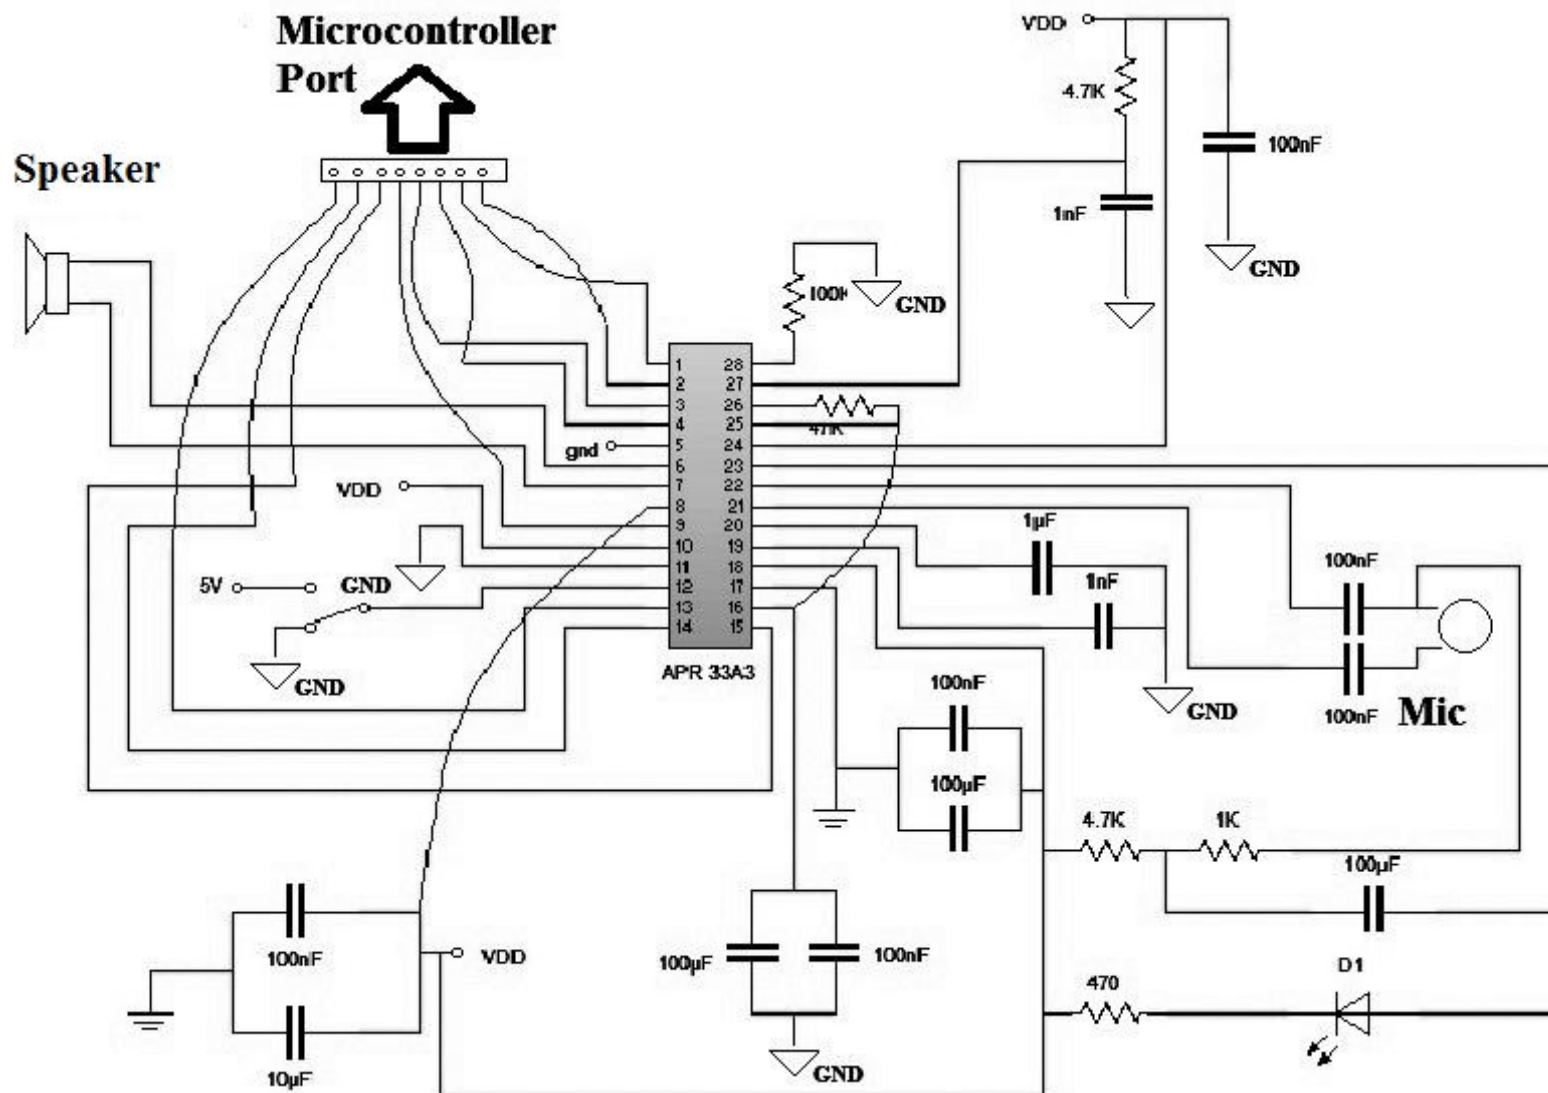 Microcontroller
Port
VDD
4.7K
100nF
Speaker
1nF
GND
100K
GND
1 28
2 27
3 26
4 25
47K
gnd
5 24
6 23
7 22
VDD
8 21
9 20
1µF
10 19
11 18
100nF
5V
GND
12 17
1nF
13 16
14 15
APR 33A3
GND
100nF
GND
100nF
Mic
100µF
4.7K
1K
100µF
100nF
VDD
100µF
100nF
D1
470
10µF
GND